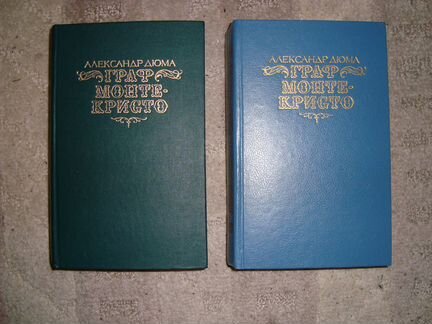 АЛЕКСАНДР ДЮМА
ГРАФ
МОНТЕ-
КРИСТО
АЛЕКСАНДР ДЮМА
ГРАФ
МОНТЕ-
КРИСТО